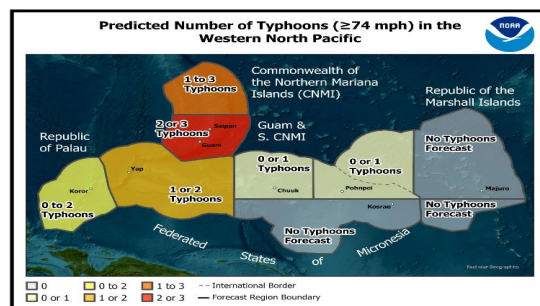 Predicted Number of Typhoons (≥74 mph) in the
Western North Pacific
NOAA
1 to 3
Typhoons
Commonwealth of
the Northern Mariana
Islands (CNMI)
Republic of the
Marshall Islands
2 or 3
Typhoons
Saipan
Guam
Guam &
S. CNMI
Republic
of Palau
No Typhoons
Forecast
0 or 1
Typhoons
0 or 1
Typhoons
Yap
Koror
1 or 2
Typhoons
Chuuk
Pohnpei
Majuro
0 to 2
Typhoons
Kosrae
No Typhoons
Forecast
No Typhoons
Forecast
Federated States of Micronesia
0
0 to 2
1 to 3
International Border
0 or 1
1 or 2
2 or 3
Forecast Region Boundary